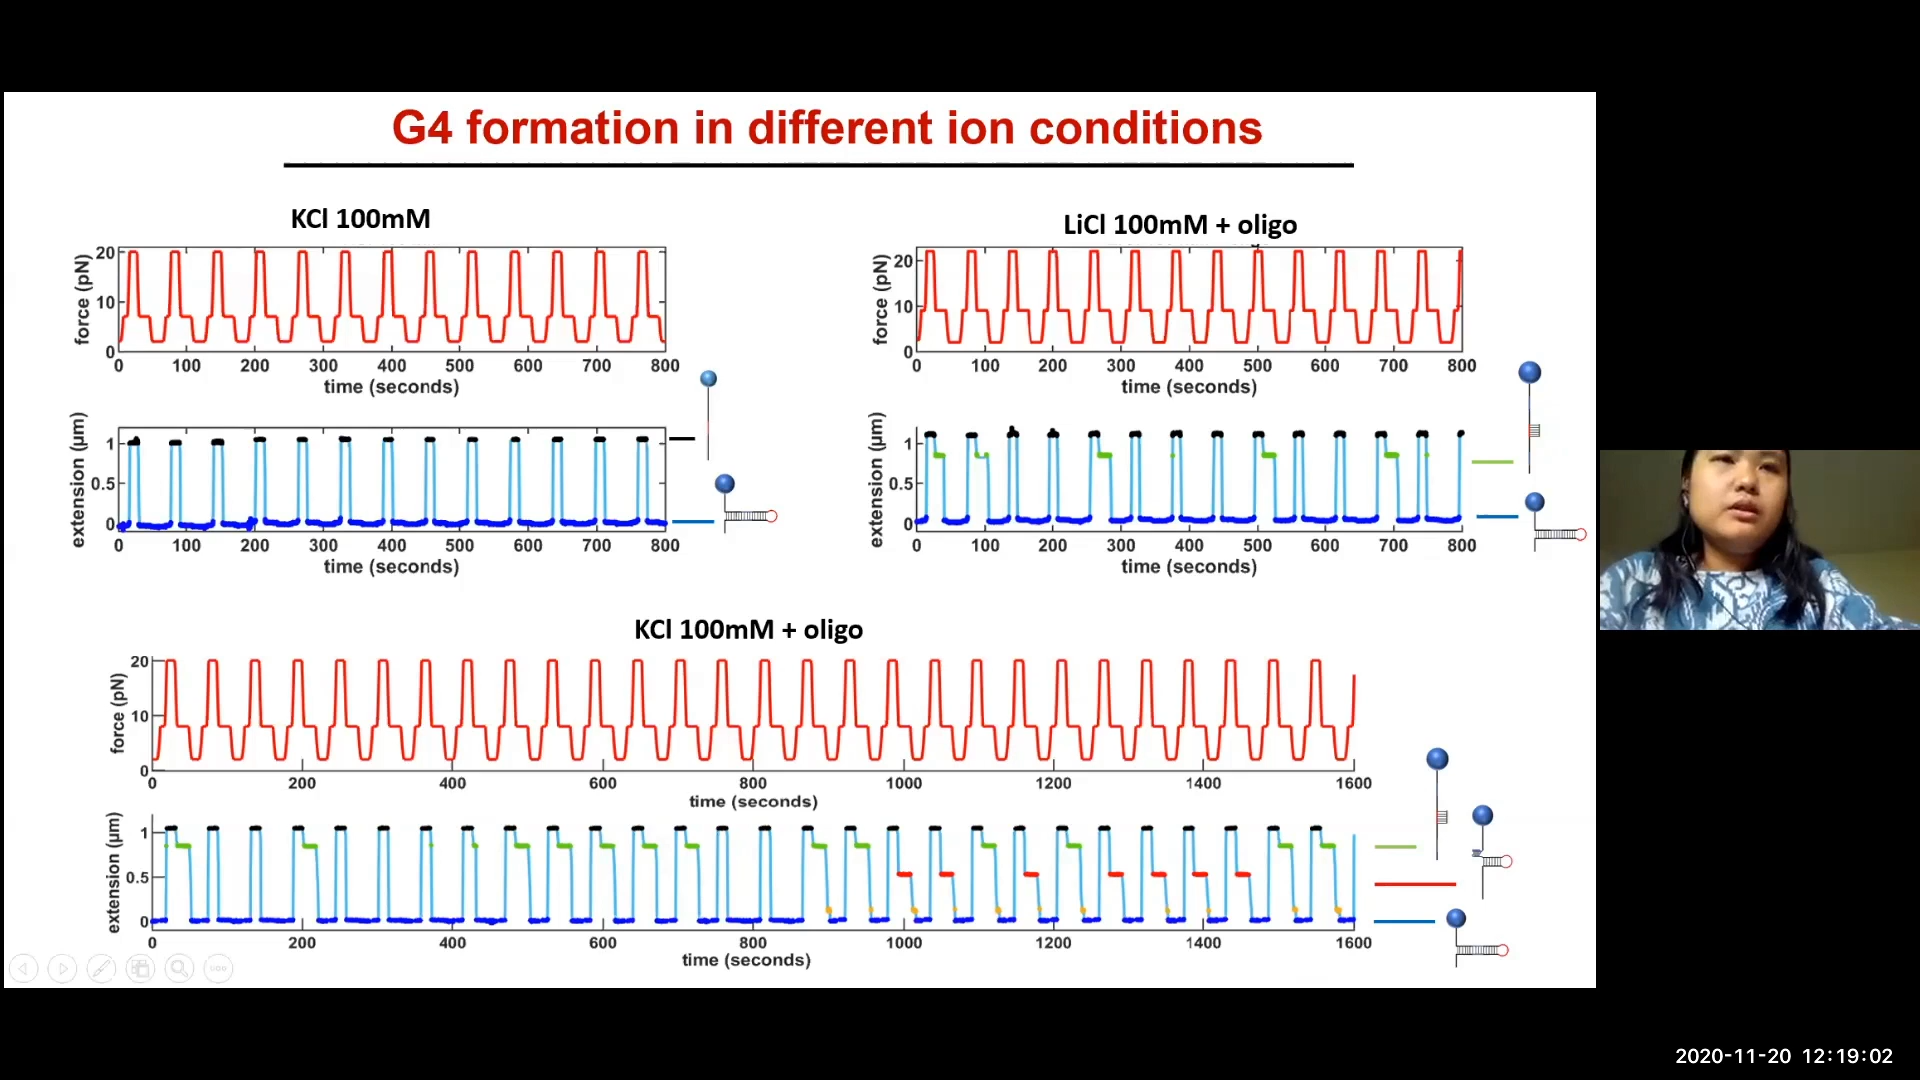 G4 formation in different ion conditions
KCl 100mM
force (pN)
20
10
0
0 100 200 300 400 500 600 700 800
time (seconds)
extension (µm)
1
0.5
0
0 100 200 300 400 500 600 700 800
time (seconds)
LiCl 100mM + oligo
force (pN)
20
10
0
0 100 200 300 400 500 600 700 800
time (seconds)
extension (µm)
1
0.5
0
0 100 200 300 400 500 600 700 800
time (seconds)
KCl 100mM + oligo
force (pN)
20
10
0
0 200 400 600 800 1000 1200 1400 1600
time (seconds)
extension (µm)
1
0.5
0
0 200 400 600 800 1000 1200 1400 1600
time (seconds)
2020-11-20 12:19:02